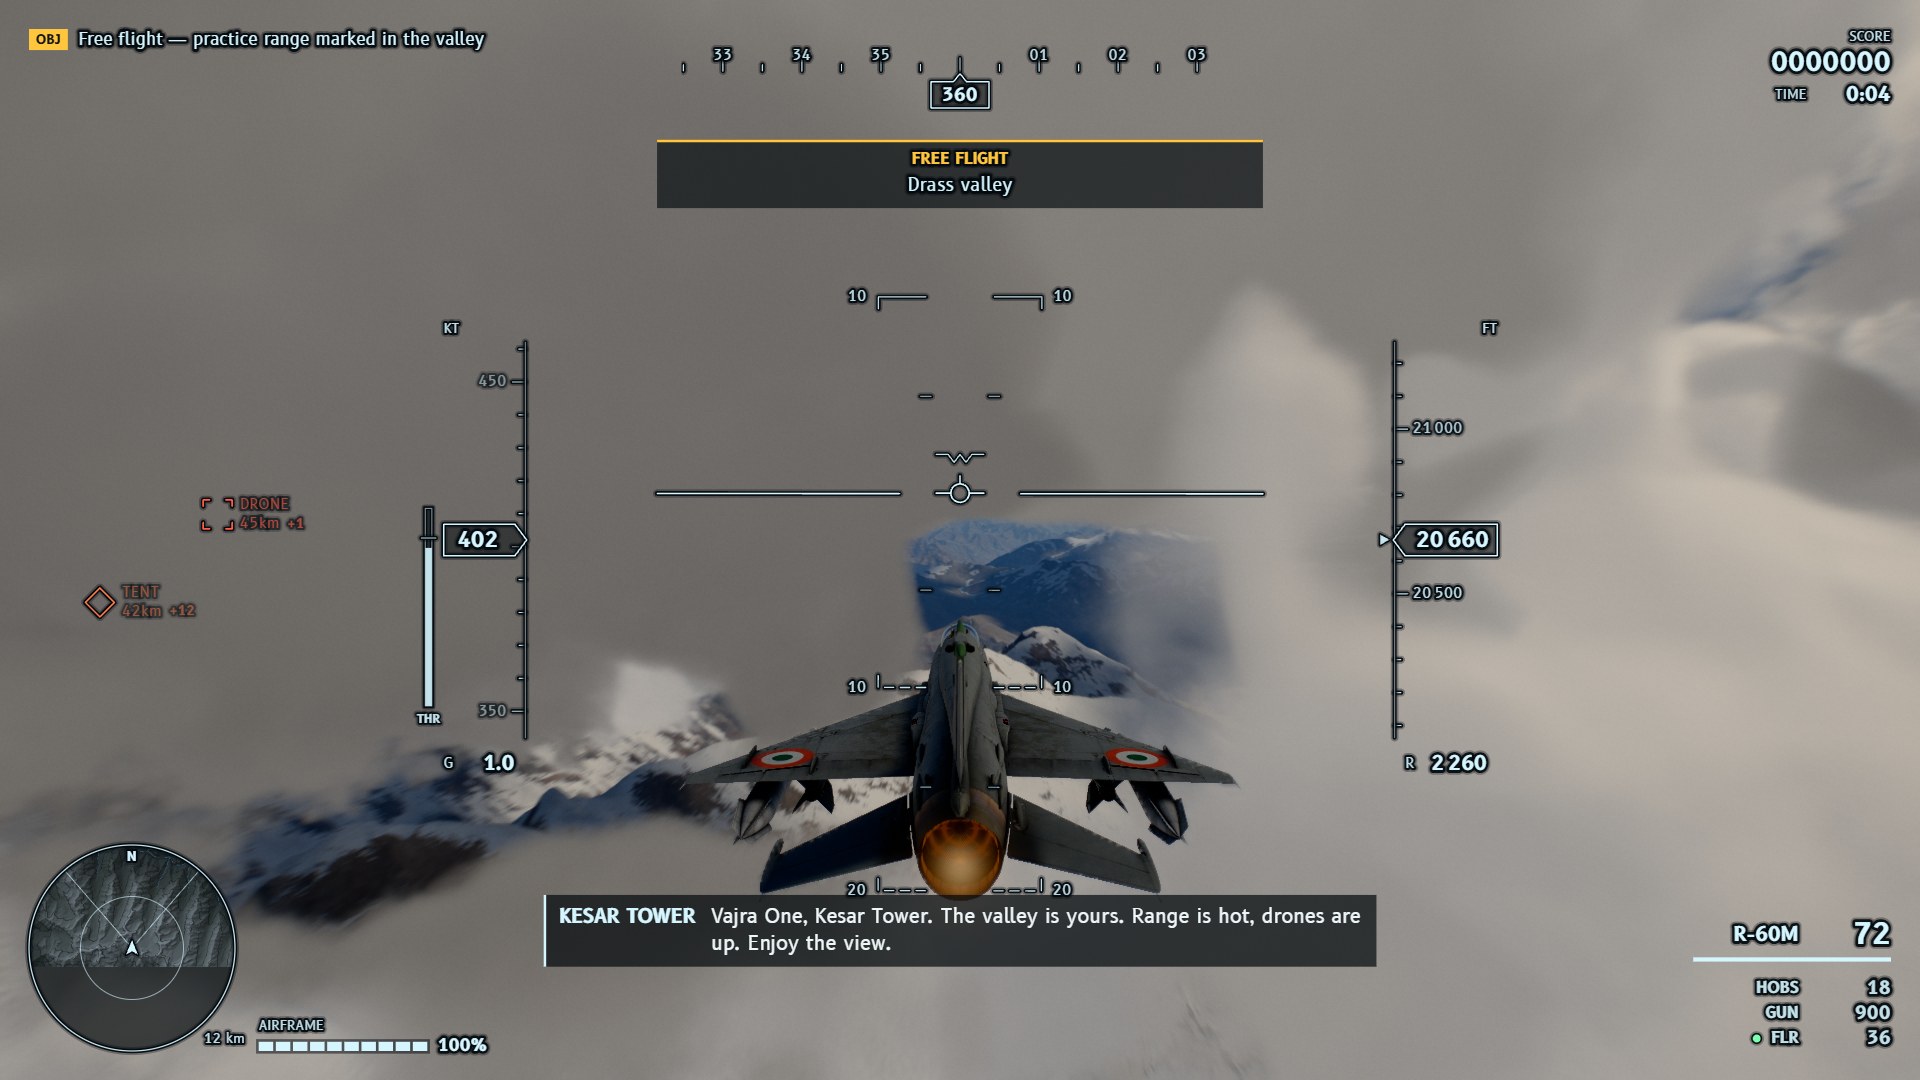 OBJ Free flight — practice range marked in the valley
33 34 35 01 02 03
360
SCORE
0000000
TIME 0:04
FREE FLIGHT
Drass valley
10 10
KT
FT
450
21 000
DRONE
45km +1
402
20 660
TENT
42km +12
20 500
10 10
350
THR
G 1.0
R 2 260
20 20
N
12 km
KESAR TOWER Vajra One, Kesar Tower. The valley is yours. Range is hot, drones are
up. Enjoy the view.
AIRFRAME
100%
R-60M 72
HOBS 18
GUN 900
FLR 36